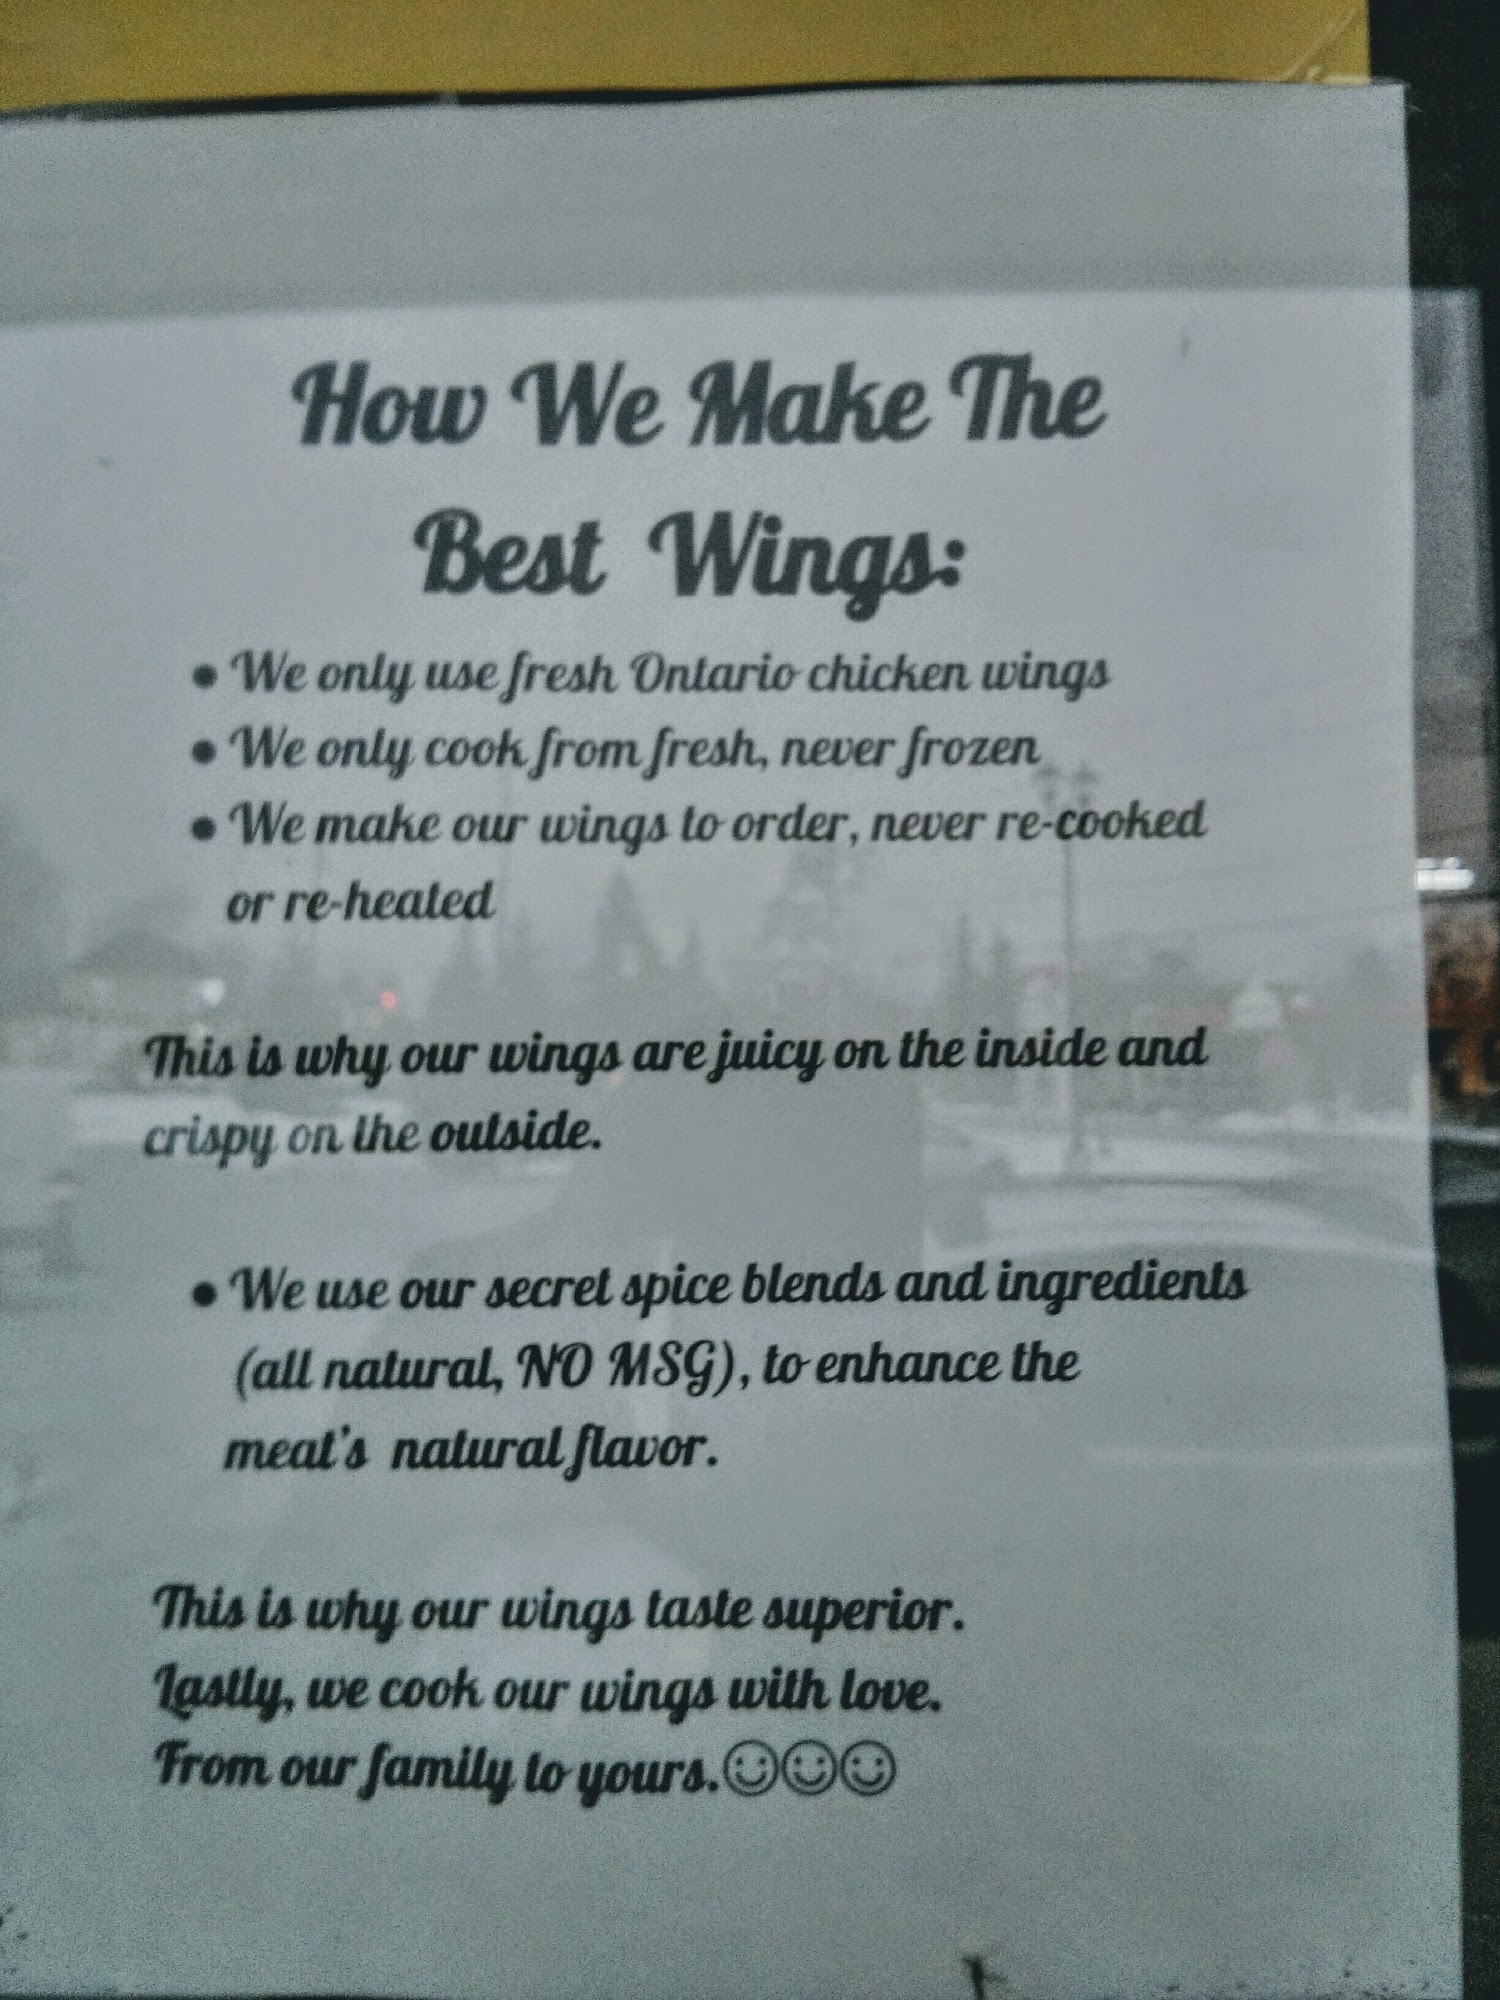 How We Make The
Best Wings:
• We only use fresh Ontario chicken wings
• We only cook from fresh, never frozen
• We make our wings to order, never re-cooked
or re-heated
This is why our wings are juicy on the inside and
crispy on the outside.
• We use our secret spice blends and ingredients
(all natural, NO MSG), to enhance the
meat's natural flavor.
This is why our wings taste superior.
Lastly, we cook our wings with love.
From our family to yours.☺☺☺